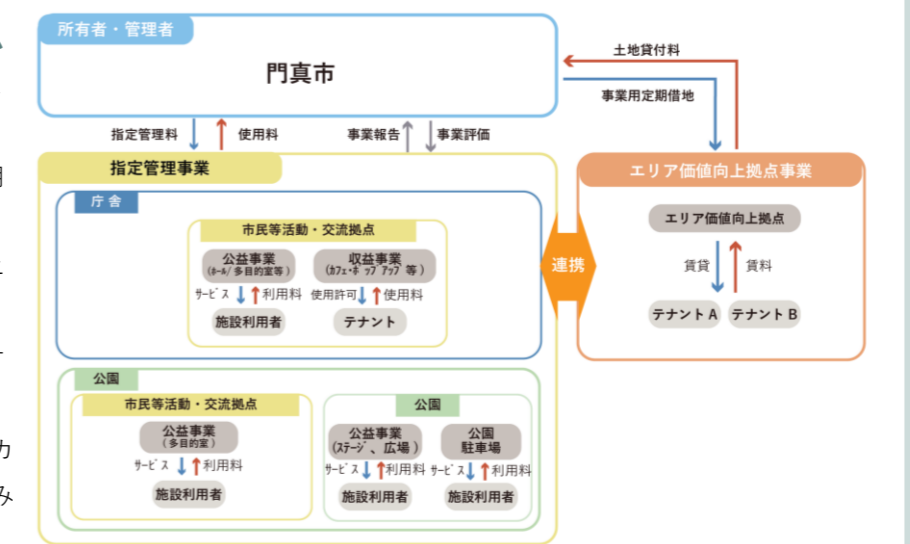 所有者・管理者
門真市
土地貸付料
事業用定期借地
指定管理料
使用料
事業報告
事業評価
指定管理事業
エリア価値向上拠点事業
庁舎
市民等活動・交流拠点
公益事業
(ホール/多目的室等)
収益事業
(カフェ・ポップアップ等)
サービス
利用料
使用許可
使用料
施設利用者
テナント
連携
エリア価値向上拠点
賃貸
賃料
テナントA
テナントB
公園
市民等活動・交流拠点
公益事業
(多目的室)
サービス
利用料
施設利用者
公園
公益事業
(ステージ、広場)
公園
駐車場
サービス
利用料
サービス
利用料
施設利用者
施設利用者
カ
み